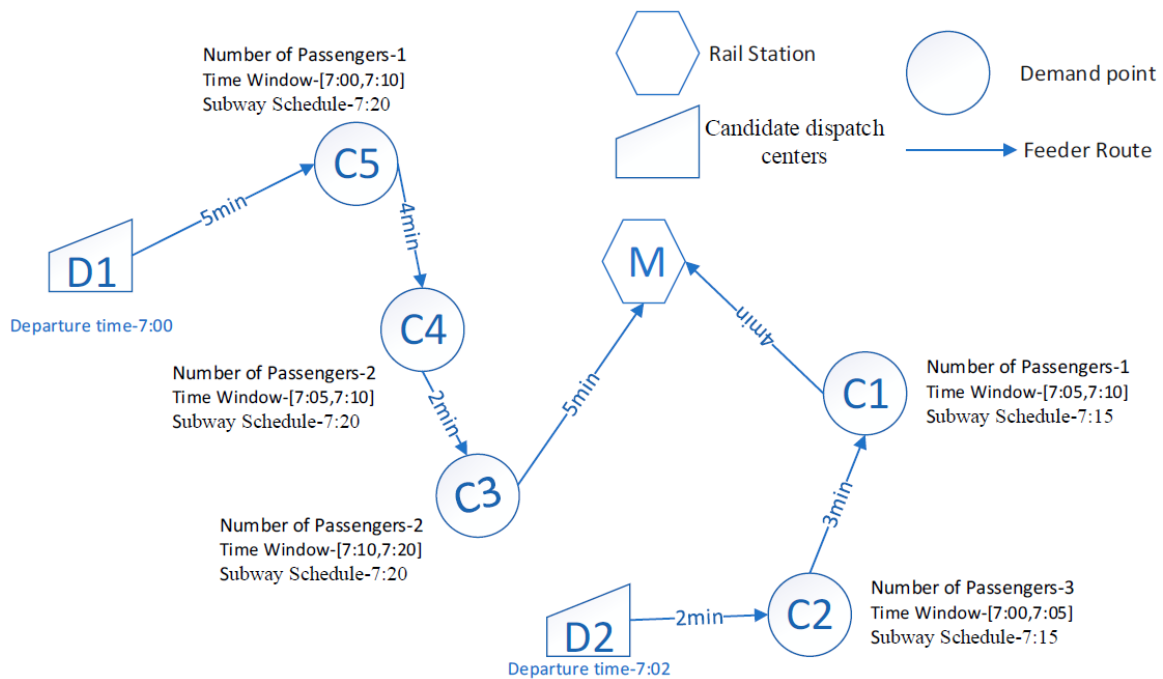 Number of Passengers-1
Time Window-[7:00,7:10]
Subway Schedule-7:20
C5
5min
4min
D1
Departure time-7:00
C4
Number of Passengers-2
Time Window-[7:05,7:10]
Subway Schedule-7:20
2min
C3
Number of Passengers-2
Time Window-[7:10,7:20]
Subway Schedule-7:20
5min
Rail Station
Demand point
Candidate dispatch
centers
Feeder Route
M
4min
C1
Number of Passengers-1
Time Window-[7:05,7:10]
Subway Schedule-7:15
3min
D2
Departure time-7:02
2min
C2
Number of Passengers-3
Time Window-[7:00,7:05]
Subway Schedule-7:15